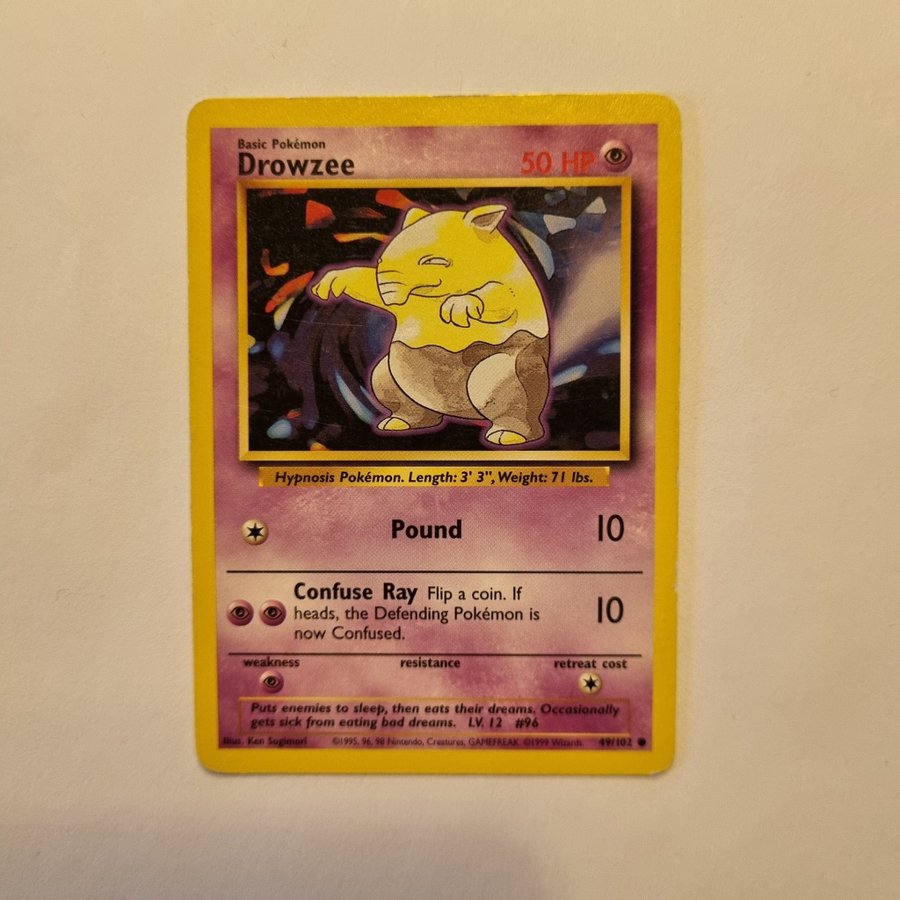 Basic Pokémon
Drowzee 50 HP
Hypnosis Pokémon. Length: 3' 3", Weight: 71 lbs.
Pound 10
Confuse Ray Flip a coin. If
heads, the Defending Pokémon is
now Confused.
10
weakness resistance retreat cost
Puts enemies to sleep, then eats their dreams. Occasionally
gets sick from eating bad dreams. LV. 12 #96
Illus. Ken Sugimori ©1995, 96, 98 Nintendo, Creatures, GAMEFREAK. ©1999 Wizards. 49/102